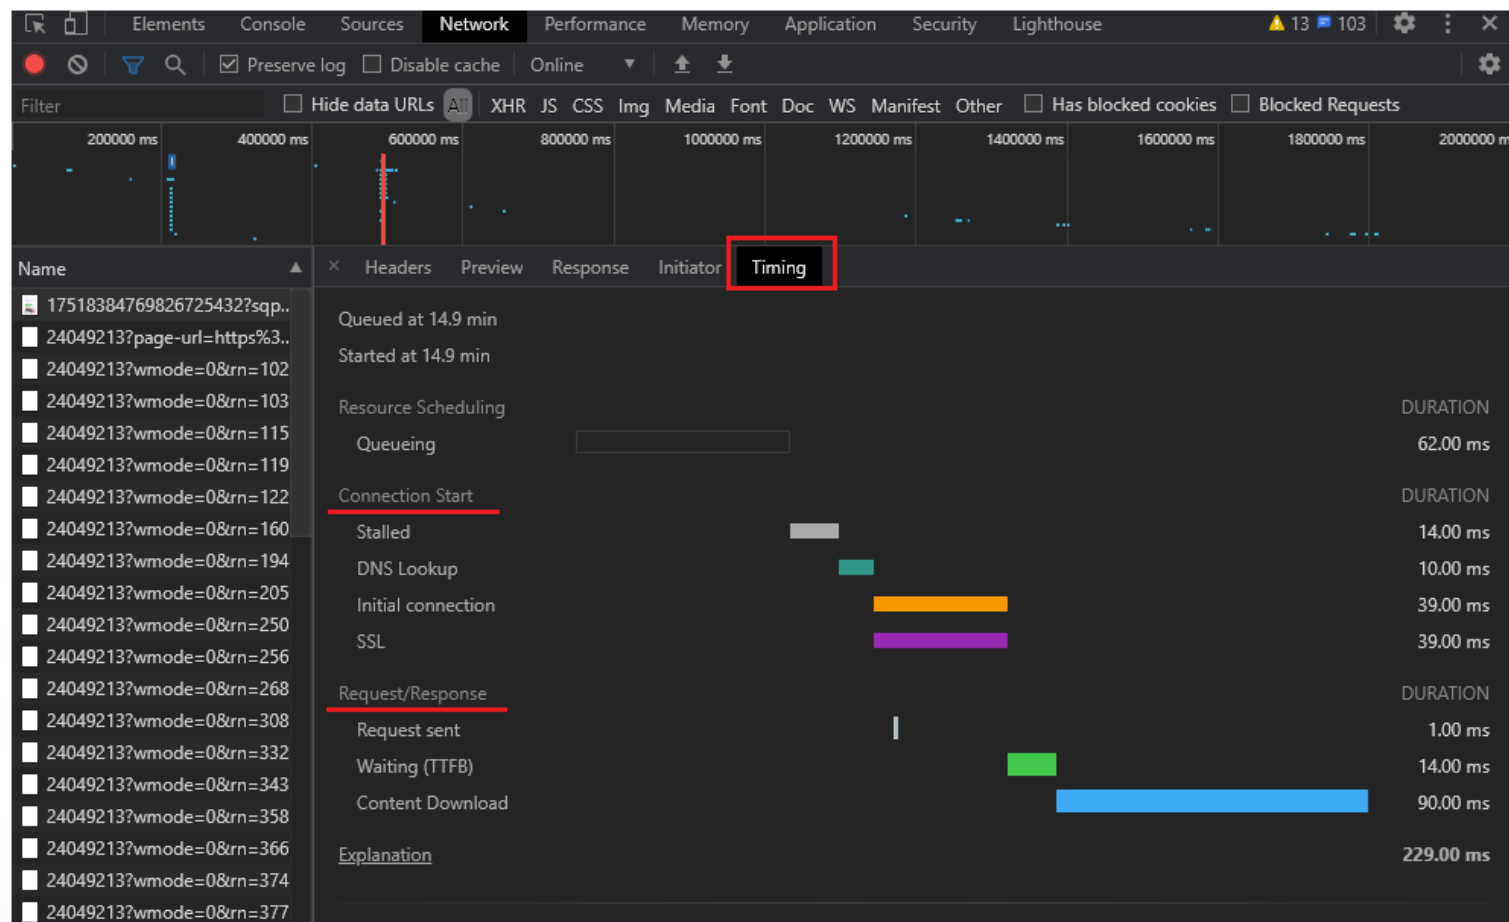 Elements Console Sources Network Performance Memory Application Security Lighthouse 13 103
Preserve log Disable cache Online
Filter Hide data URLs All XHR JS CSS Img Media Font Doc WS Manifest Other Has blocked cookies Blocked Requests
200000 ms 400000 ms 600000 ms 800000 ms 1000000 ms 1200000 ms 1400000 ms 1600000 ms 1800000 ms 2000000 m
Name
17518384769826725432?sqp..
24049213?page-url=https%3..
24049213?wmode=0&rn=102
24049213?wmode=0&rn=103
24049213?wmode=0&rn=115
24049213?wmode=0&rn=119
24049213?wmode=0&rn=122
24049213?wmode=0&rn=160
24049213?wmode=0&rn=194
24049213?wmode=0&rn=205
24049213?wmode=0&rn=250
24049213?wmode=0&rn=256
24049213?wmode=0&rn=268
24049213?wmode=0&rn=308
24049213?wmode=0&rn=332
24049213?wmode=0&rn=343
24049213?wmode=0&rn=358
24049213?wmode=0&rn=366
24049213?wmode=0&rn=374
24049213?wmode=0&rn=377
Headers Preview Response Initiator Timing
Queued at 14.9 min
Started at 14.9 min
Resource Scheduling DURATION
Queueing 62.00 ms
Connection Start DURATION
Stalled 14.00 ms
DNS Lookup 10.00 ms
Initial connection 39.00 ms
SSL 39.00 ms
Request/Response DURATION
Request sent 1.00 ms
Waiting (TTFB) 14.00 ms
Content Download 90.00 ms
Explanation 229.00 ms